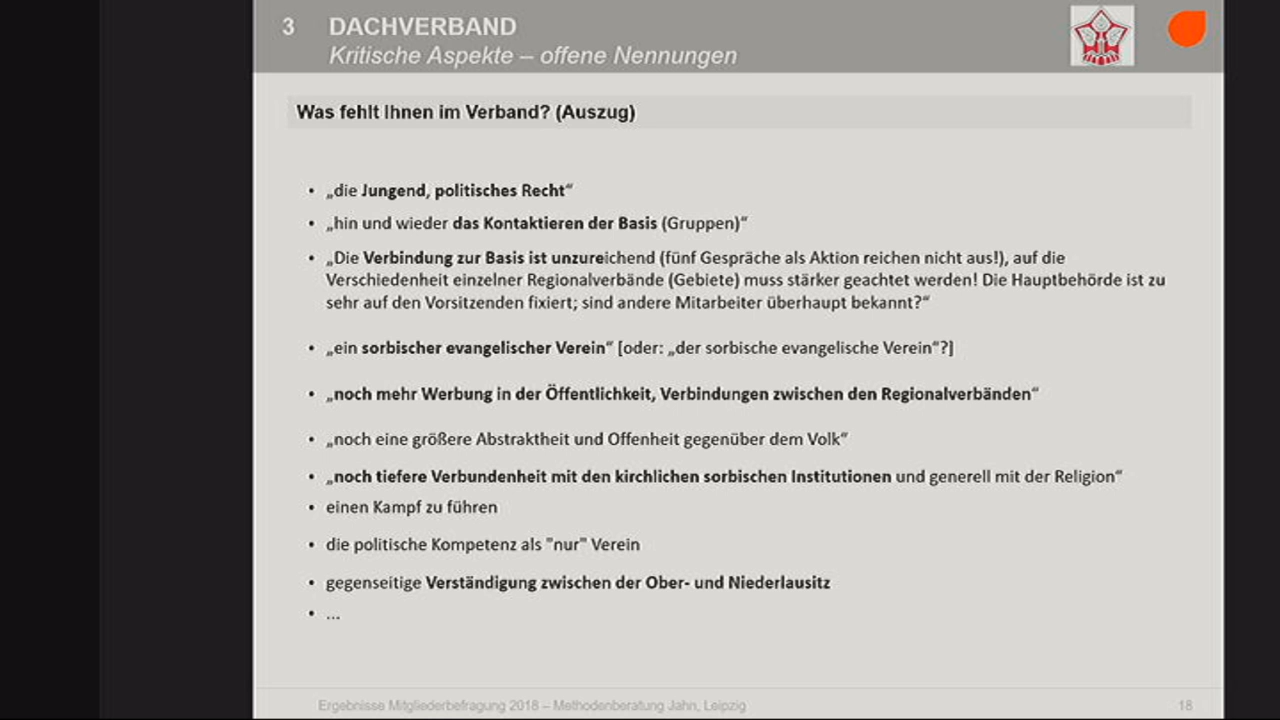 3 DACHVERBAND
Kritische Aspekte – offene Nennungen
Was fehlt Ihnen im Verband? (Auszug)
• „die Jungend, politisches Recht“
• „hin und wieder das Kontaktieren der Basis (Gruppen)“
• „Die Verbindung zur Basis ist unzureichend (fünf Gespräche als Aktion reichen nicht aus!), auf die
Verschiedenheit einzelner Regionalverbände (Gebiete) muss stärker geachtet werden! Die Hauptbehörde ist zu
sehr auf den Vorsitzenden fixiert; sind andere Mitarbeiter überhaupt bekannt?“
• „ein sorbischer evangelischer Verein“ [oder: „der sorbische evangelische Verein“?]
• „noch mehr Werbung in der Öffentlichkeit, Verbindungen zwischen den Regionalverbänden“
• „noch eine größere Abstraktheit und Offenheit gegenüber dem Volk“
• „noch tiefere Verbundenheit mit den kirchlichen sorbischen Institutionen und generell mit der Religion“
• einen Kampf zu führen
• die politische Kompetenz als "nur" Verein
• gegenseitige Verständigung zwischen der Ober- und Niederlausitz
• ...
Ergebnisse Mitgliederbefragung 2018 – Methodenberatung Jahn, Leipzig 18